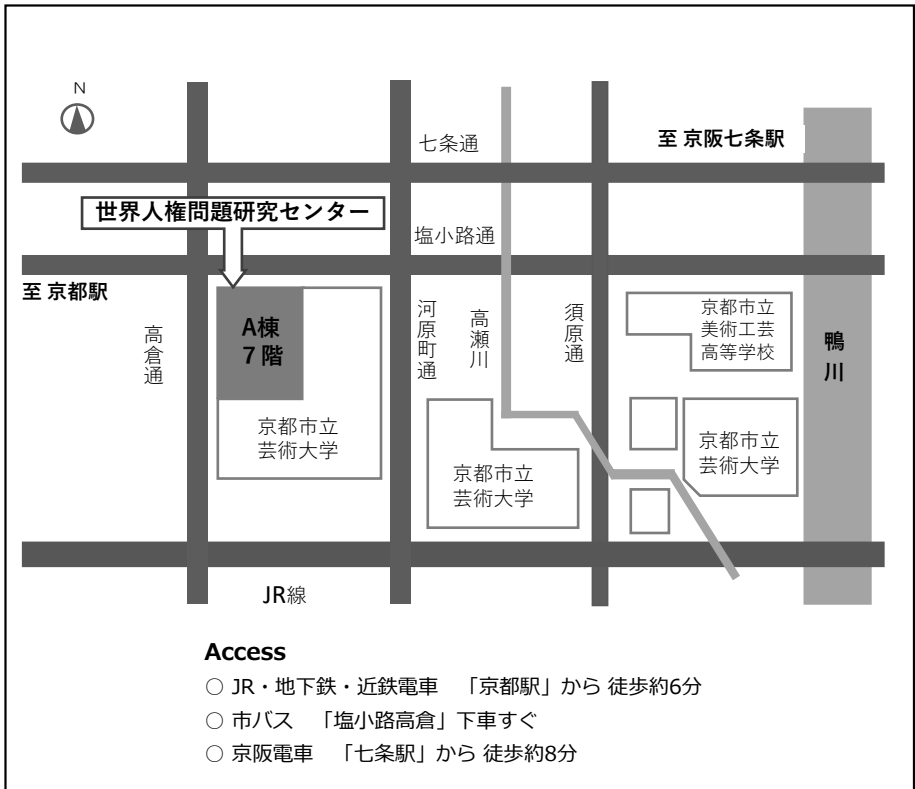 N
七条通
至 京阪七条駅
世界人権問題研究センター
塩小路通
至 京都駅
高倉通
A棟
７階
京都市立
芸術大学
河原町通
高瀬川
須原通
京都市立
美術工芸
高等学校
鴨川
京都市立
芸術大学
京都市立
芸術大学
JR線
Access
○ JR・地下鉄・近鉄電車　「京都駅」から 徒歩約6分
○ 市バス　「塩小路高倉」下車すぐ
○ 京阪電車　「七条駅」から 徒歩約8分